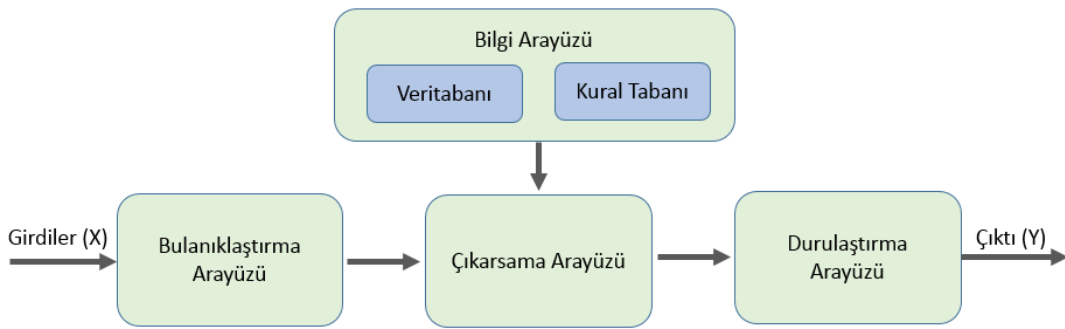 Bilgi Arayüzü
Veritabanı
Kural Tabanı
Girdiler (X)
Bulanıklaştırma
Arayüzü
Çıkarsama Arayüzü
Durulaştırma
Arayüzü
Çıktı (Y)